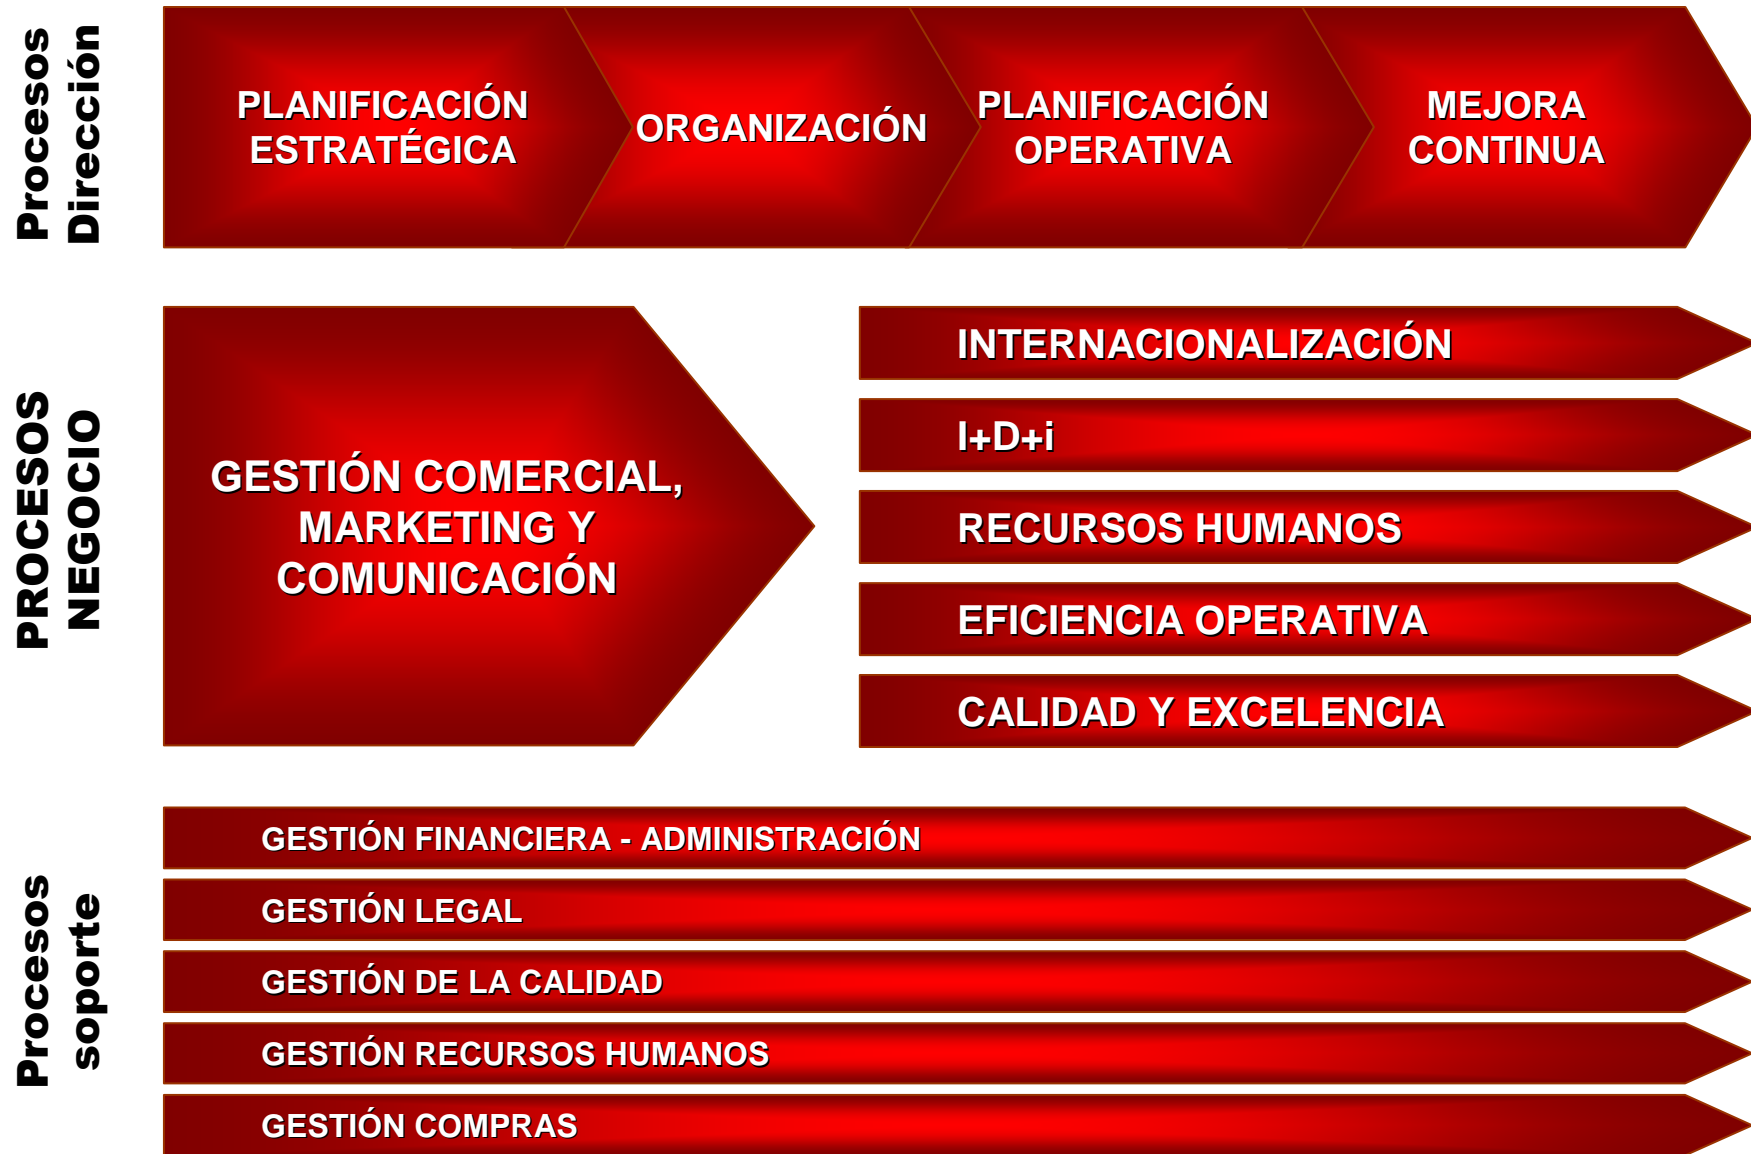 Procesos
Dirección
PLANIFICACIÓN
ESTRATÉGICA
ORGANIZACIÓN
PLANIFICACIÓN
OPERATIVA
MEJORA
CONTINUA
PROCESOS
NEGOCIO
GESTIÓN COMERCIAL,
MARKETING Y
COMUNICACIÓN
INTERNACIONALIZACIÓN
I+D+i
RECURSOS HUMANOS
EFICIENCIA OPERATIVA
CALIDAD Y EXCELENCIA
Procesos
soporte
GESTIÓN FINANCIERA - ADMINISTRACIÓN
GESTIÓN LEGAL
GESTIÓN DE LA CALIDAD
GESTIÓN RECURSOS HUMANOS
GESTIÓN COMPRAS